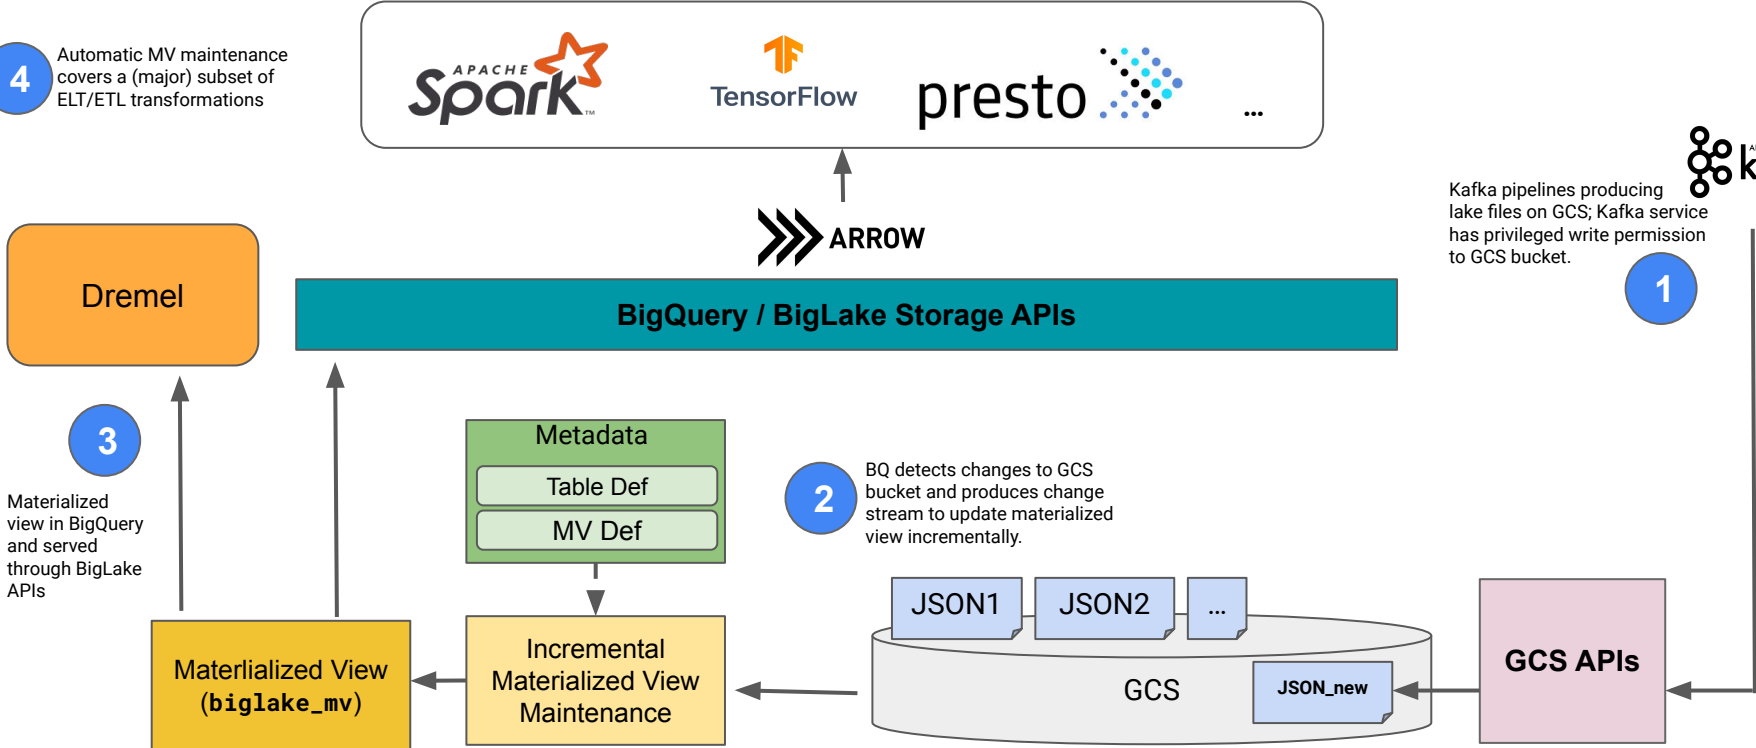 4
Automatic MV maintenance
covers a (major) subset of
ELT/ETL transformations
APACHE
Spark
TM
TensorFlow
presto
...
Kafka pipelines producing
lake files on GCS; Kafka service
has privileged write permission
to GCS bucket.
1
ARROW
Dremel
BigQuery / BigLake Storage APIs
3
Materialized
view in BigQuery
and served
through BigLake
APIs
Metadata
Table Def
MV Def
2
BQ detects changes to GCS
bucket and produces change
stream to update materialized
view incrementally.
JSON1
JSON2
...
Materlialized View
(biglake_mv)
Incremental
Materialized View
Maintenance
GCS
JSON_new
GCS APIs